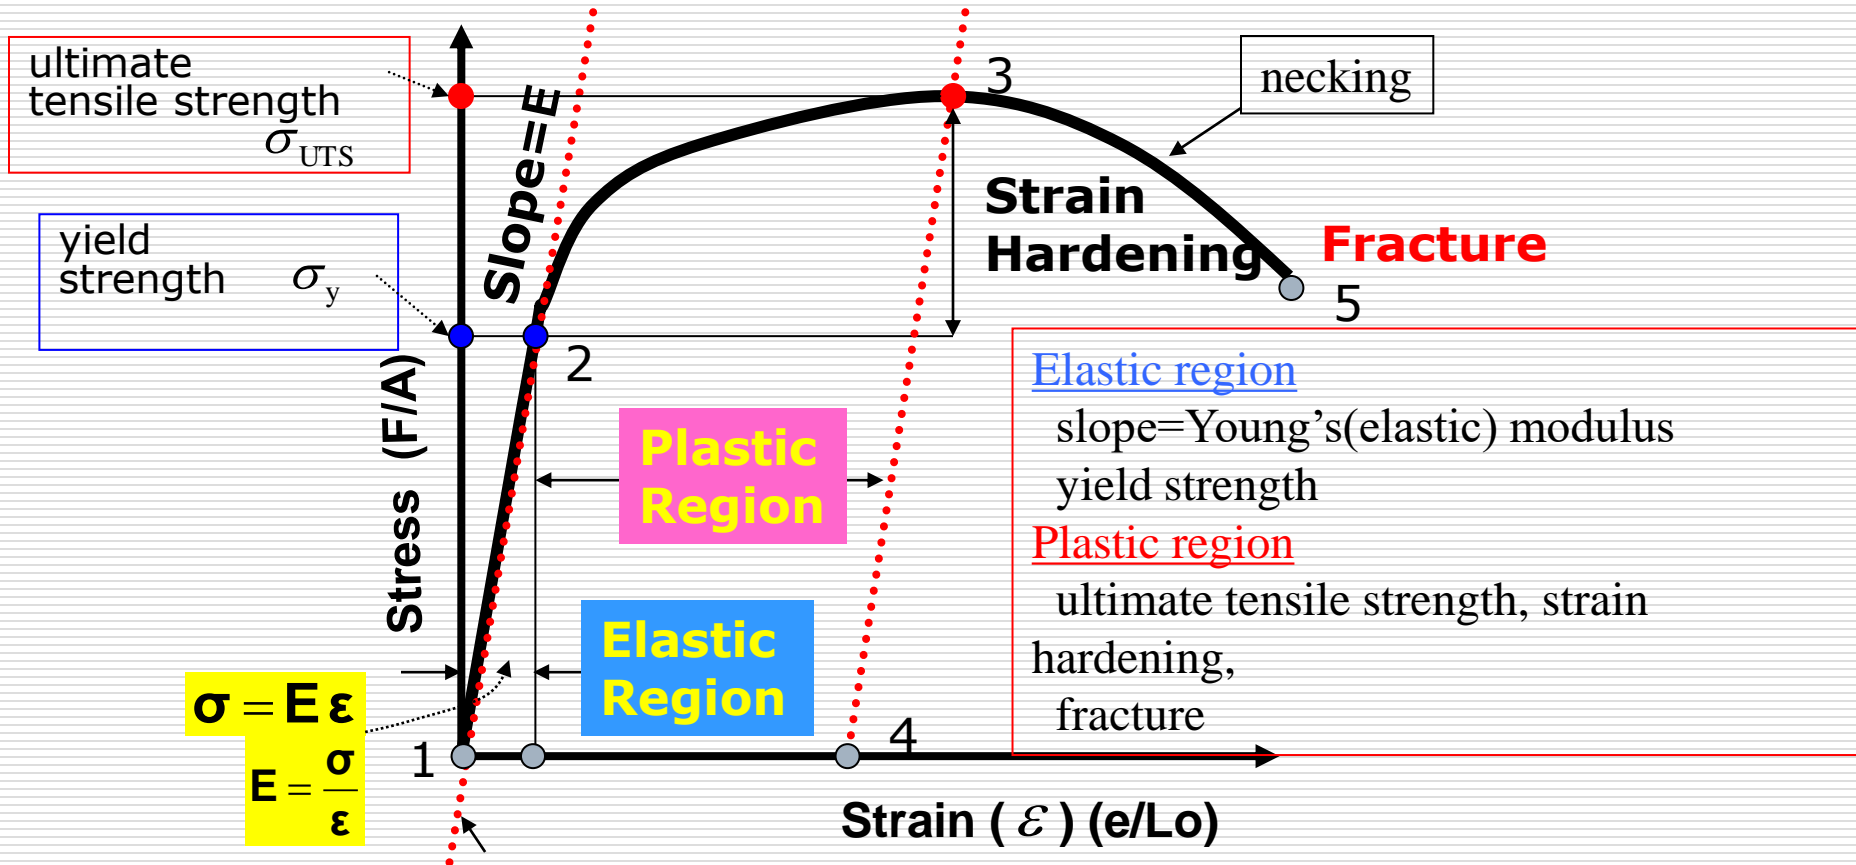 ultimate
tensile strength
σ UTS
yield
strength σ y
Slope=E
3
necking
Strain
Hardening
Fracture
5
2
Stress (F/A)
Plastic
Region
Elastic
Region
Elastic region
slope=Young's(elastic) modulus
yield strength
Plastic region
ultimate tensile strength, strain
hardening,
fracture
σ = E ε
E = σ/ε
1
4
Strain ( ε ) (e/Lo)